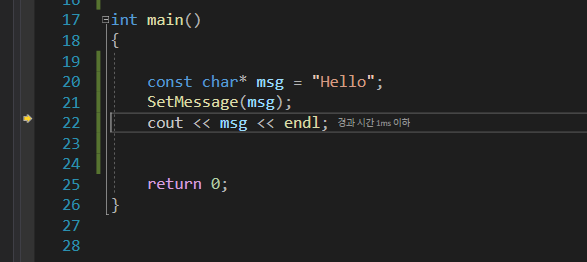 17 int main()
18 {
19
20 const char* msg = "Hello";
21 SetMessage(msg);
22 cout << msg << endl; 경과 시간 1ms 이하
23
24
25 return 0;
26 }
27
28